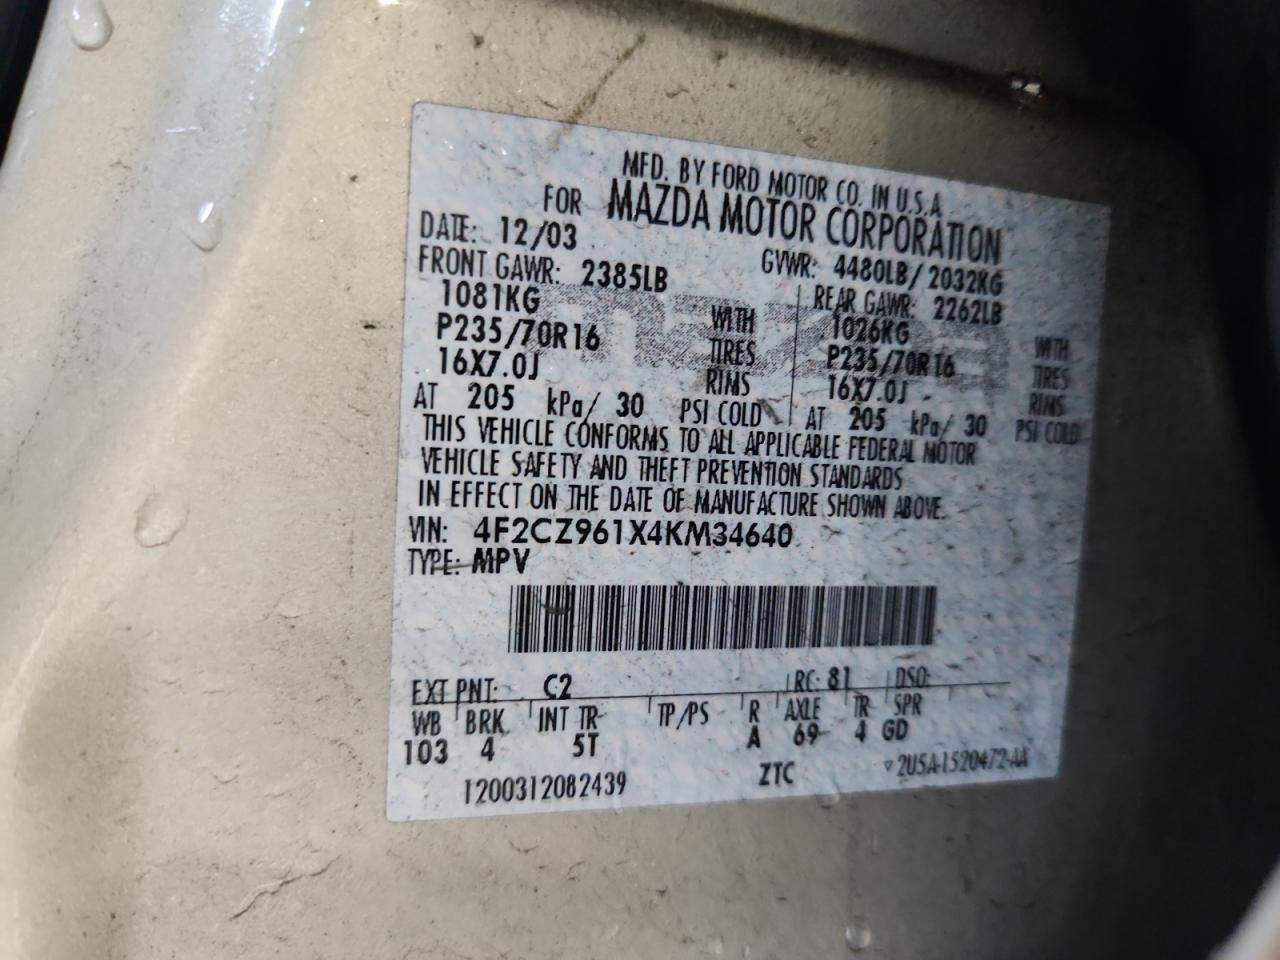 MFD. BY FORD MOTOR CO. IN U.S.A
FOR MAZDA MOTOR CORPORATION
DATE: 12/03 GVWR: 4480LB/2032KG
FRONT GAWR: 2385LB REAR GAWR: 2262LB
1081KG WITH 1026KG WITH
P235/70R16 TIRES P235/70R16 TIRES
16X7.0J RIMS 16X7.0J RIMS
AT 205 kPa/ 30 PSI COLD AT 205 kPa/ 30 PSI COLD
THIS VEHICLE CONFORMS TO ALL APPLICABLE FEDERAL MOTOR
VEHICLE SAFETY AND THEFT PREVENTION STANDARDS
IN EFFECT ON THE DATE OF MANUFACTURE SHOWN ABOVE.
VIN: 4F2CZ961X4KM34640
TYPE: MPV
EXT PNT: C2 RC: 81 DSO:
WB BRK INT TR TP/PS R AXLE TR SPR
103 4 5T A 69 4 GD
1200312082439 ZTC 2U5A-1520472-AA